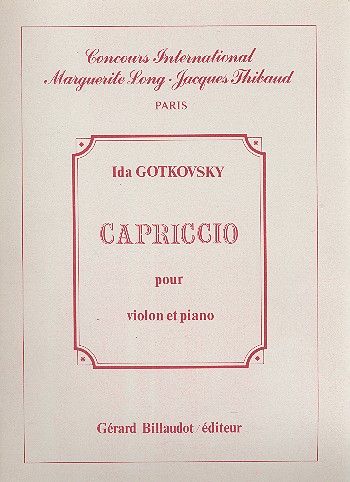 Concours International
Marguerite Long - Jacques Thibaud
PARIS
Ida GOTKOVSKY
CAPRICCIO
pour
violon et piano
Gérard Billaudot éditeur